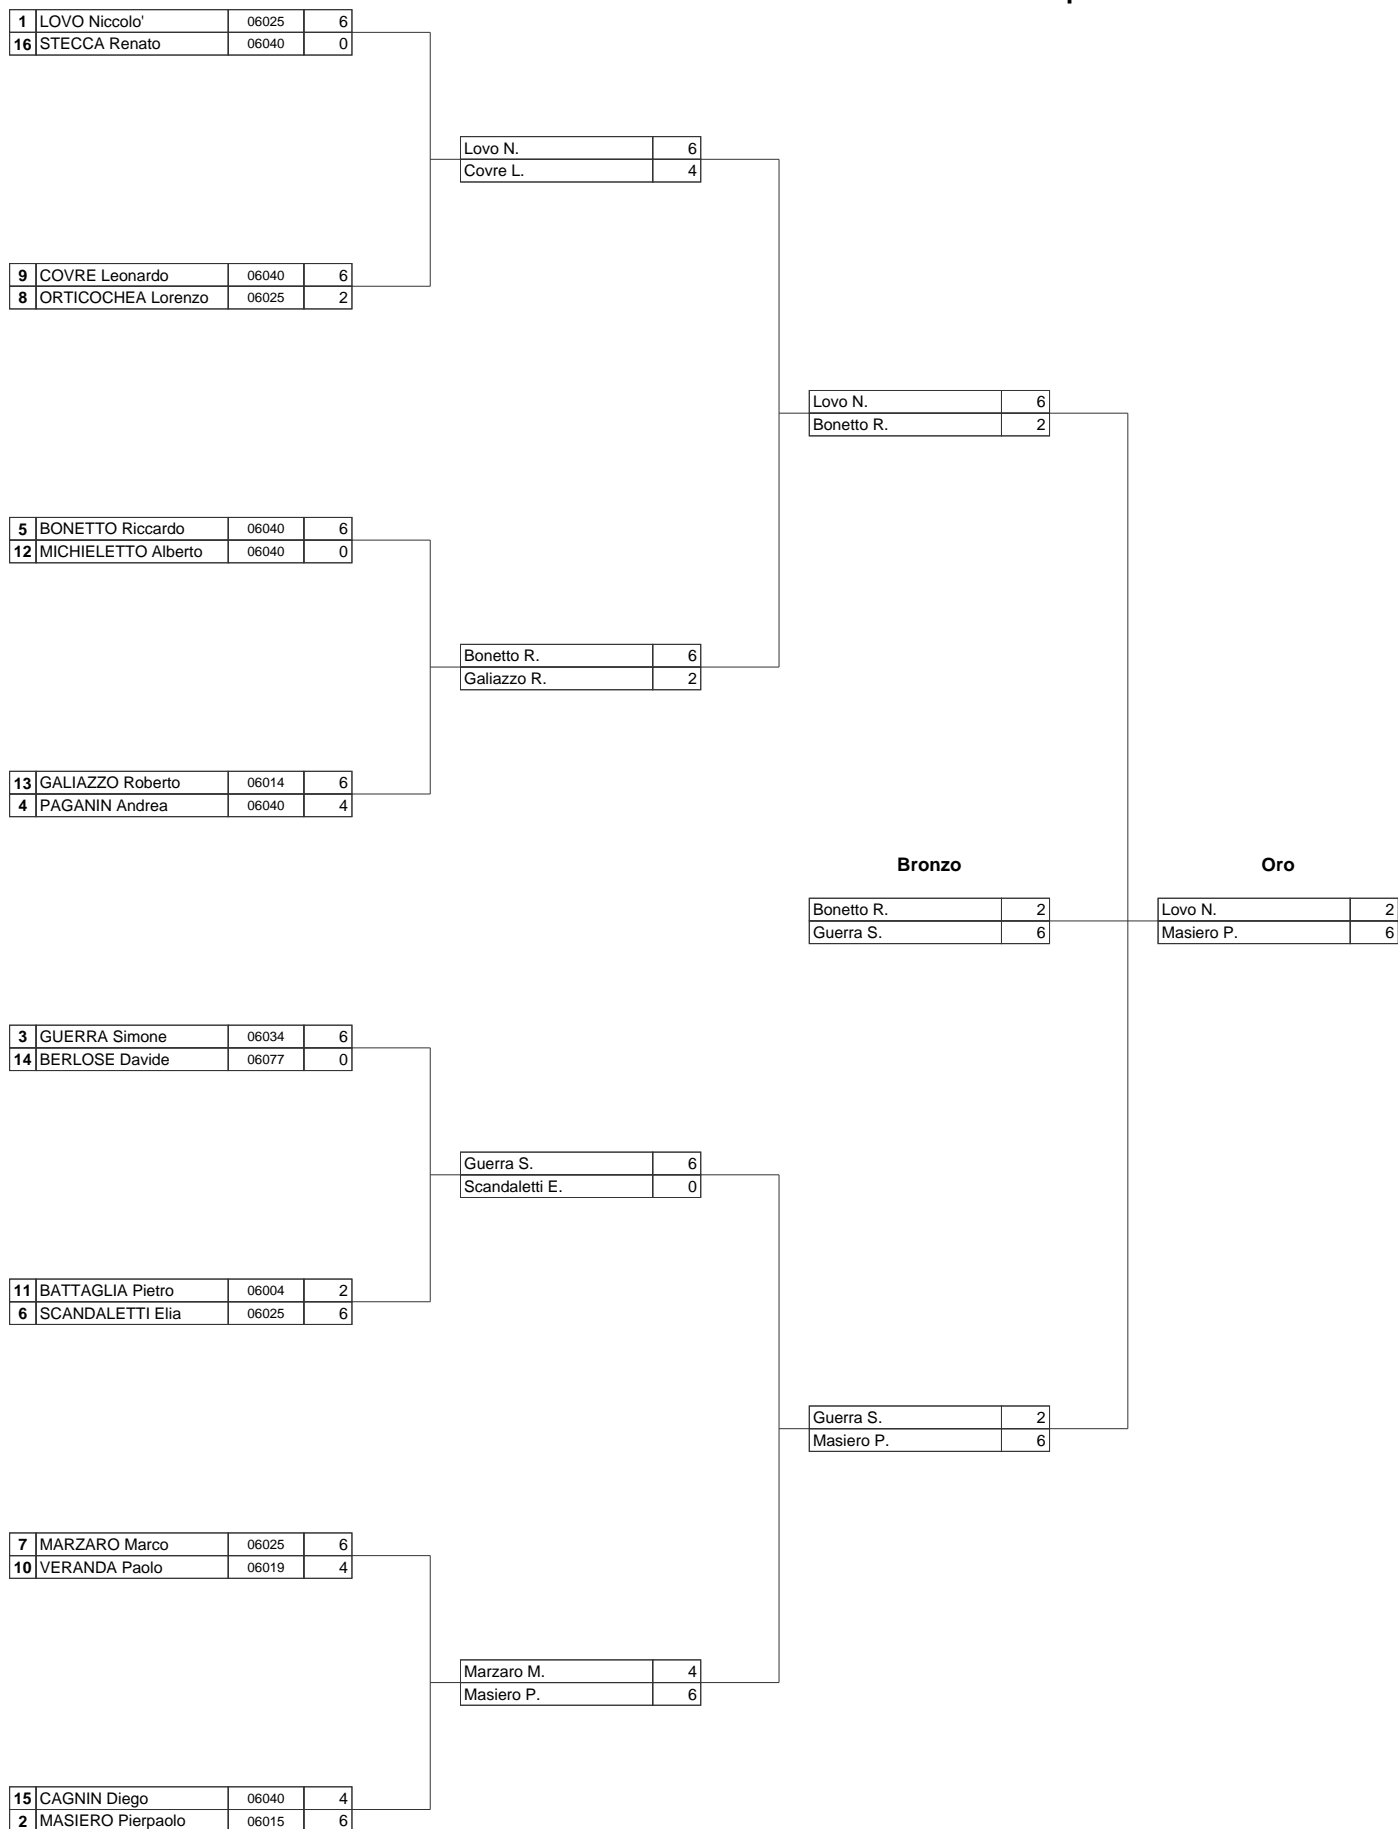 1 LOVO Niccolo' 06025 6
16 STECCA Renato 06040 0
Lovo N. 6
Covre L. 4
9 COVRE Leonardo 06040 6
8 ORTICOCHEA Lorenzo 06025 2
Lovo N. 6
Bonetto R. 2
5 BONETTO Riccardo 06040 6
12 MICHIELETTO Alberto 06040 0
Bonetto R. 6
Galiazzo R. 2
13 GALIAZZO Roberto 06014 6
4 PAGANIN Andrea 06040 4
Bronzo Oro
Bonetto R. 2 Lovo N. 2
Guerra S. 6 Masiero P. 6
3 GUERRA Simone 06034 6
14 BERLOSE Davide 06077 0
Guerra S. 6
Scandaletti E. 0
11 BATTAGLIA Pietro 06004 2
6 SCANDALETTI Elia 06025 6
Guerra S. 2
Masiero P. 6
7 MARZARO Marco 06025 6
10 VERANDA Paolo 06019 4
Marzaro M. 4
Masiero P. 6
15 CAGNIN Diego 06040 4
2 MASIERO Pierpaolo 06015 6